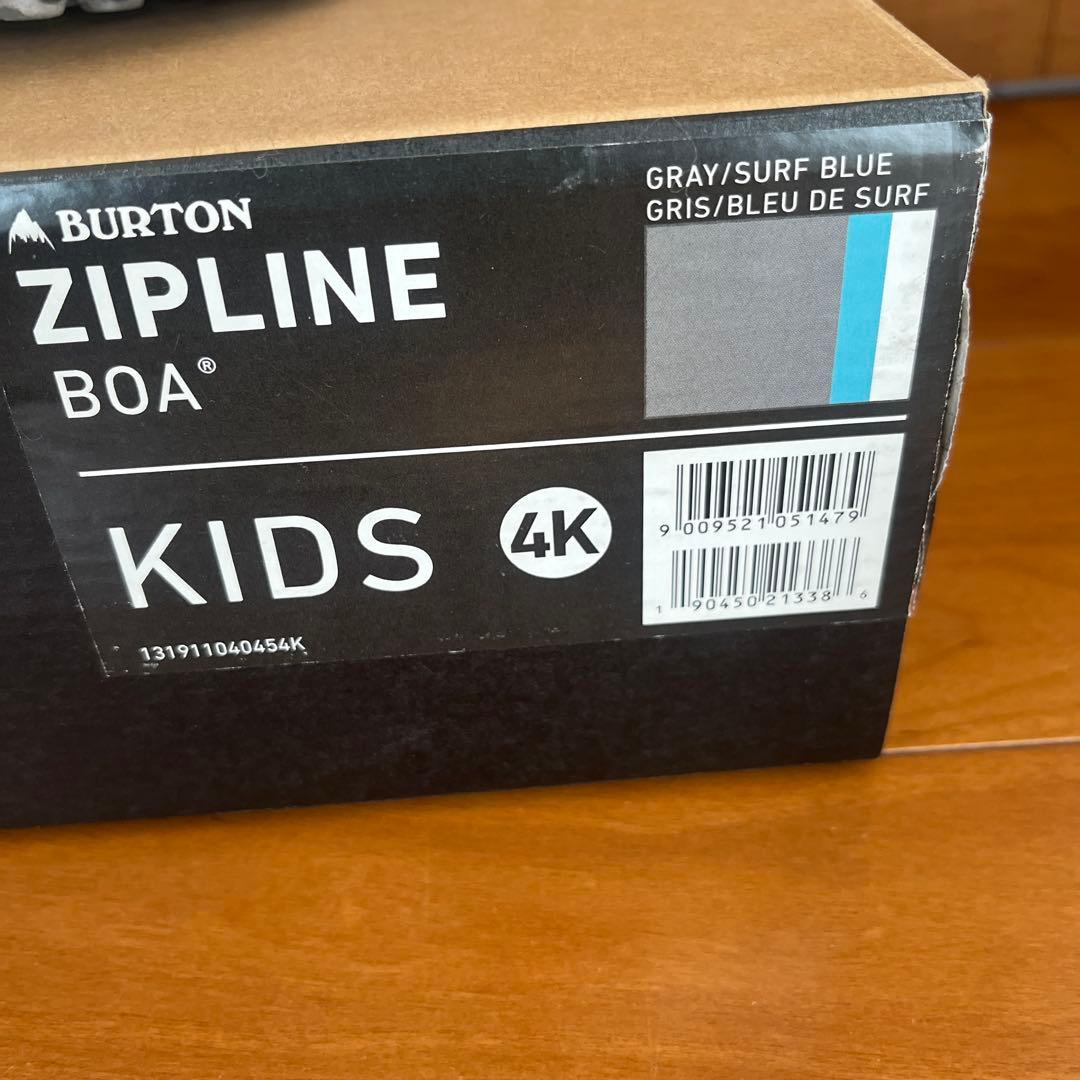 BURTON
ZIPLINE
BOA®
GRAY/SURF BLUE
GRIS/BLEU DE SURF
KIDS
4K
9 009521 051479
1 90450 21338 6
131911040454K